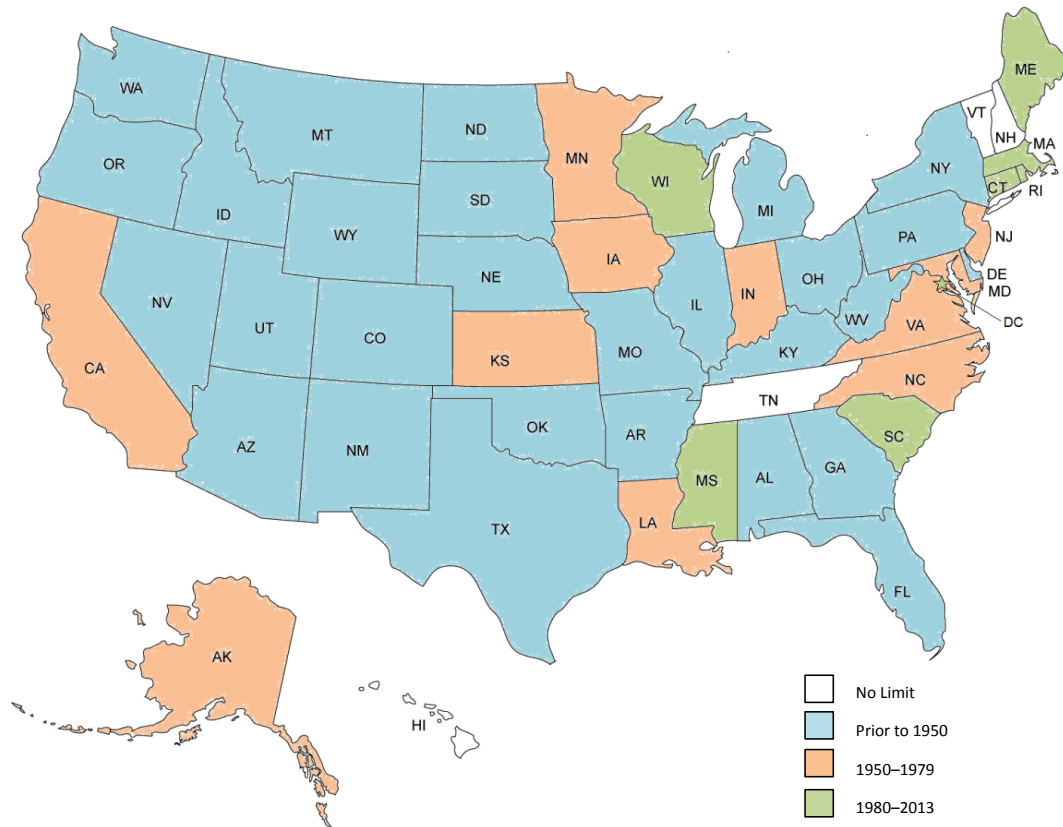 WA
MT
ND
MN
ME
VT
NH
MA
OR
ID
SD
WI
MI
NY
CT
RI
WY
IA
PA
NJ
NE
IL
IN
OH
DE
MD
DC
NV
UT
CO
KS
MO
KY
WV
VA
CA
NC
TN
AZ
NM
OK
AR
SC
MS
AL
GA
TX
LA
FL
AK
HI
No Limit
Prior to 1950
1950–1979
1980–2013